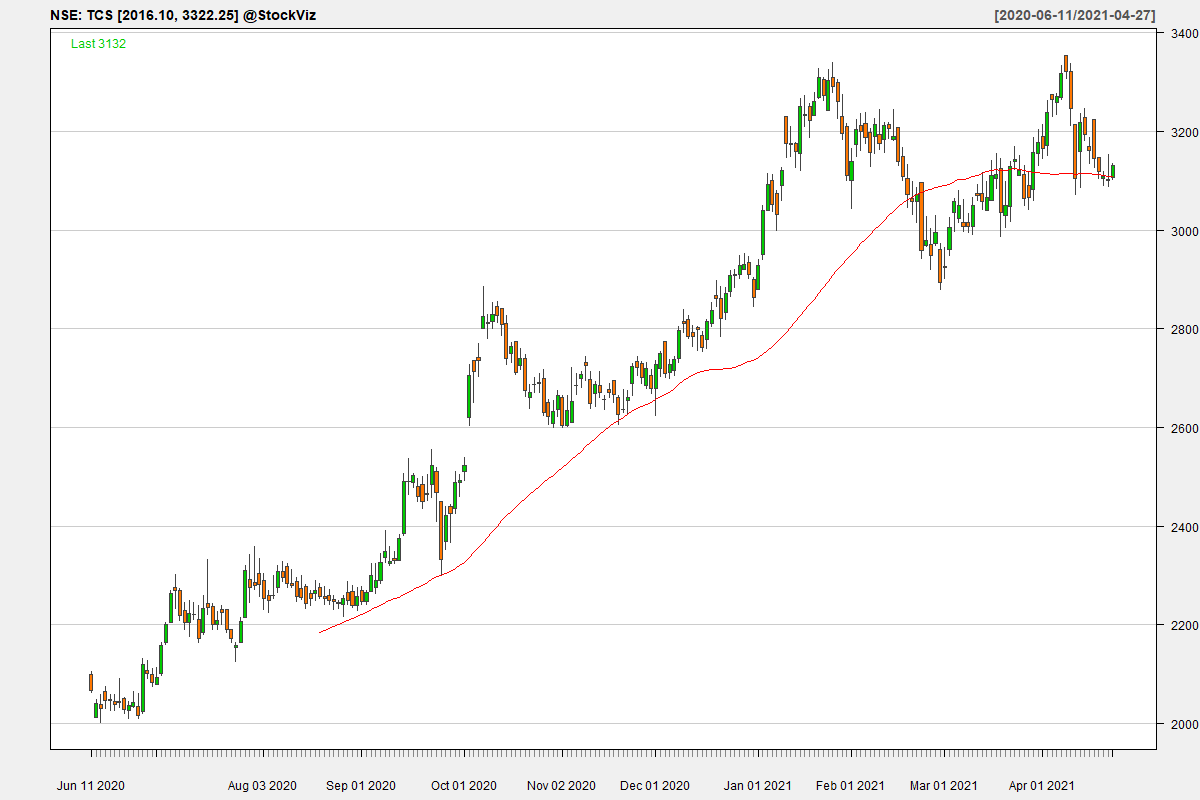 NSE: TCS [2016.10, 3322.25] @StockViz
[2020-06-11/2021-04-27]
Last 3132
3400
3200
3000
2800
2600
2400
2200
2000
Jun 11 2020
Aug 03 2020
Sep 01 2020
Oct 01 2020
Nov 02 2020
Dec 01 2020
Jan 01 2021
Feb 01 2021
Mar 01 2021
Apr 01 2021